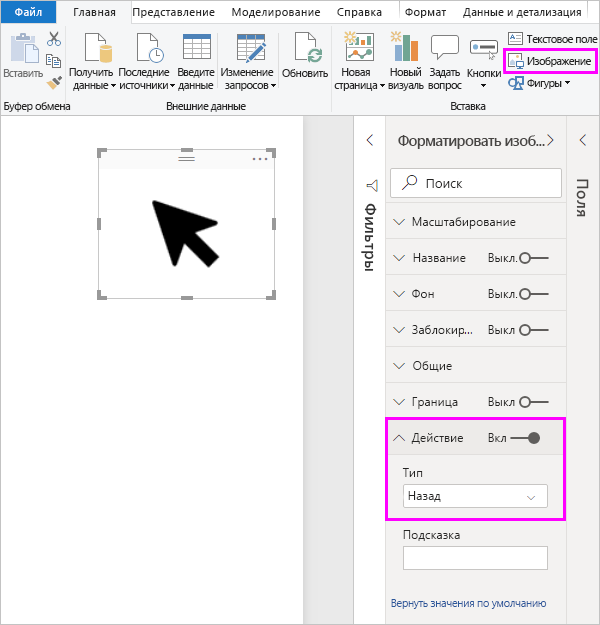 Файл Главная Представление Моделирование Справка Формат Данные и детализация
Вставить
Получить данные
Последние источники
Введите данные
Изменение запросов
Обновить
Новая страница
Новый визуаль
Задать вопрос
Кнопки
Текстовое поле
Изображение
Фигуры
Буфер обмена Внешние данные Вставка
Форматировать изоб...
Поиск
Фильтры
Поля
Масштабирование
Название Выкл.
Фон Выкл.
Заблокир... Выкл
Общие
Граница Выкл
Действие Вкл
Тип
Назад
Подсказка
Вернуть значения по умолчанию